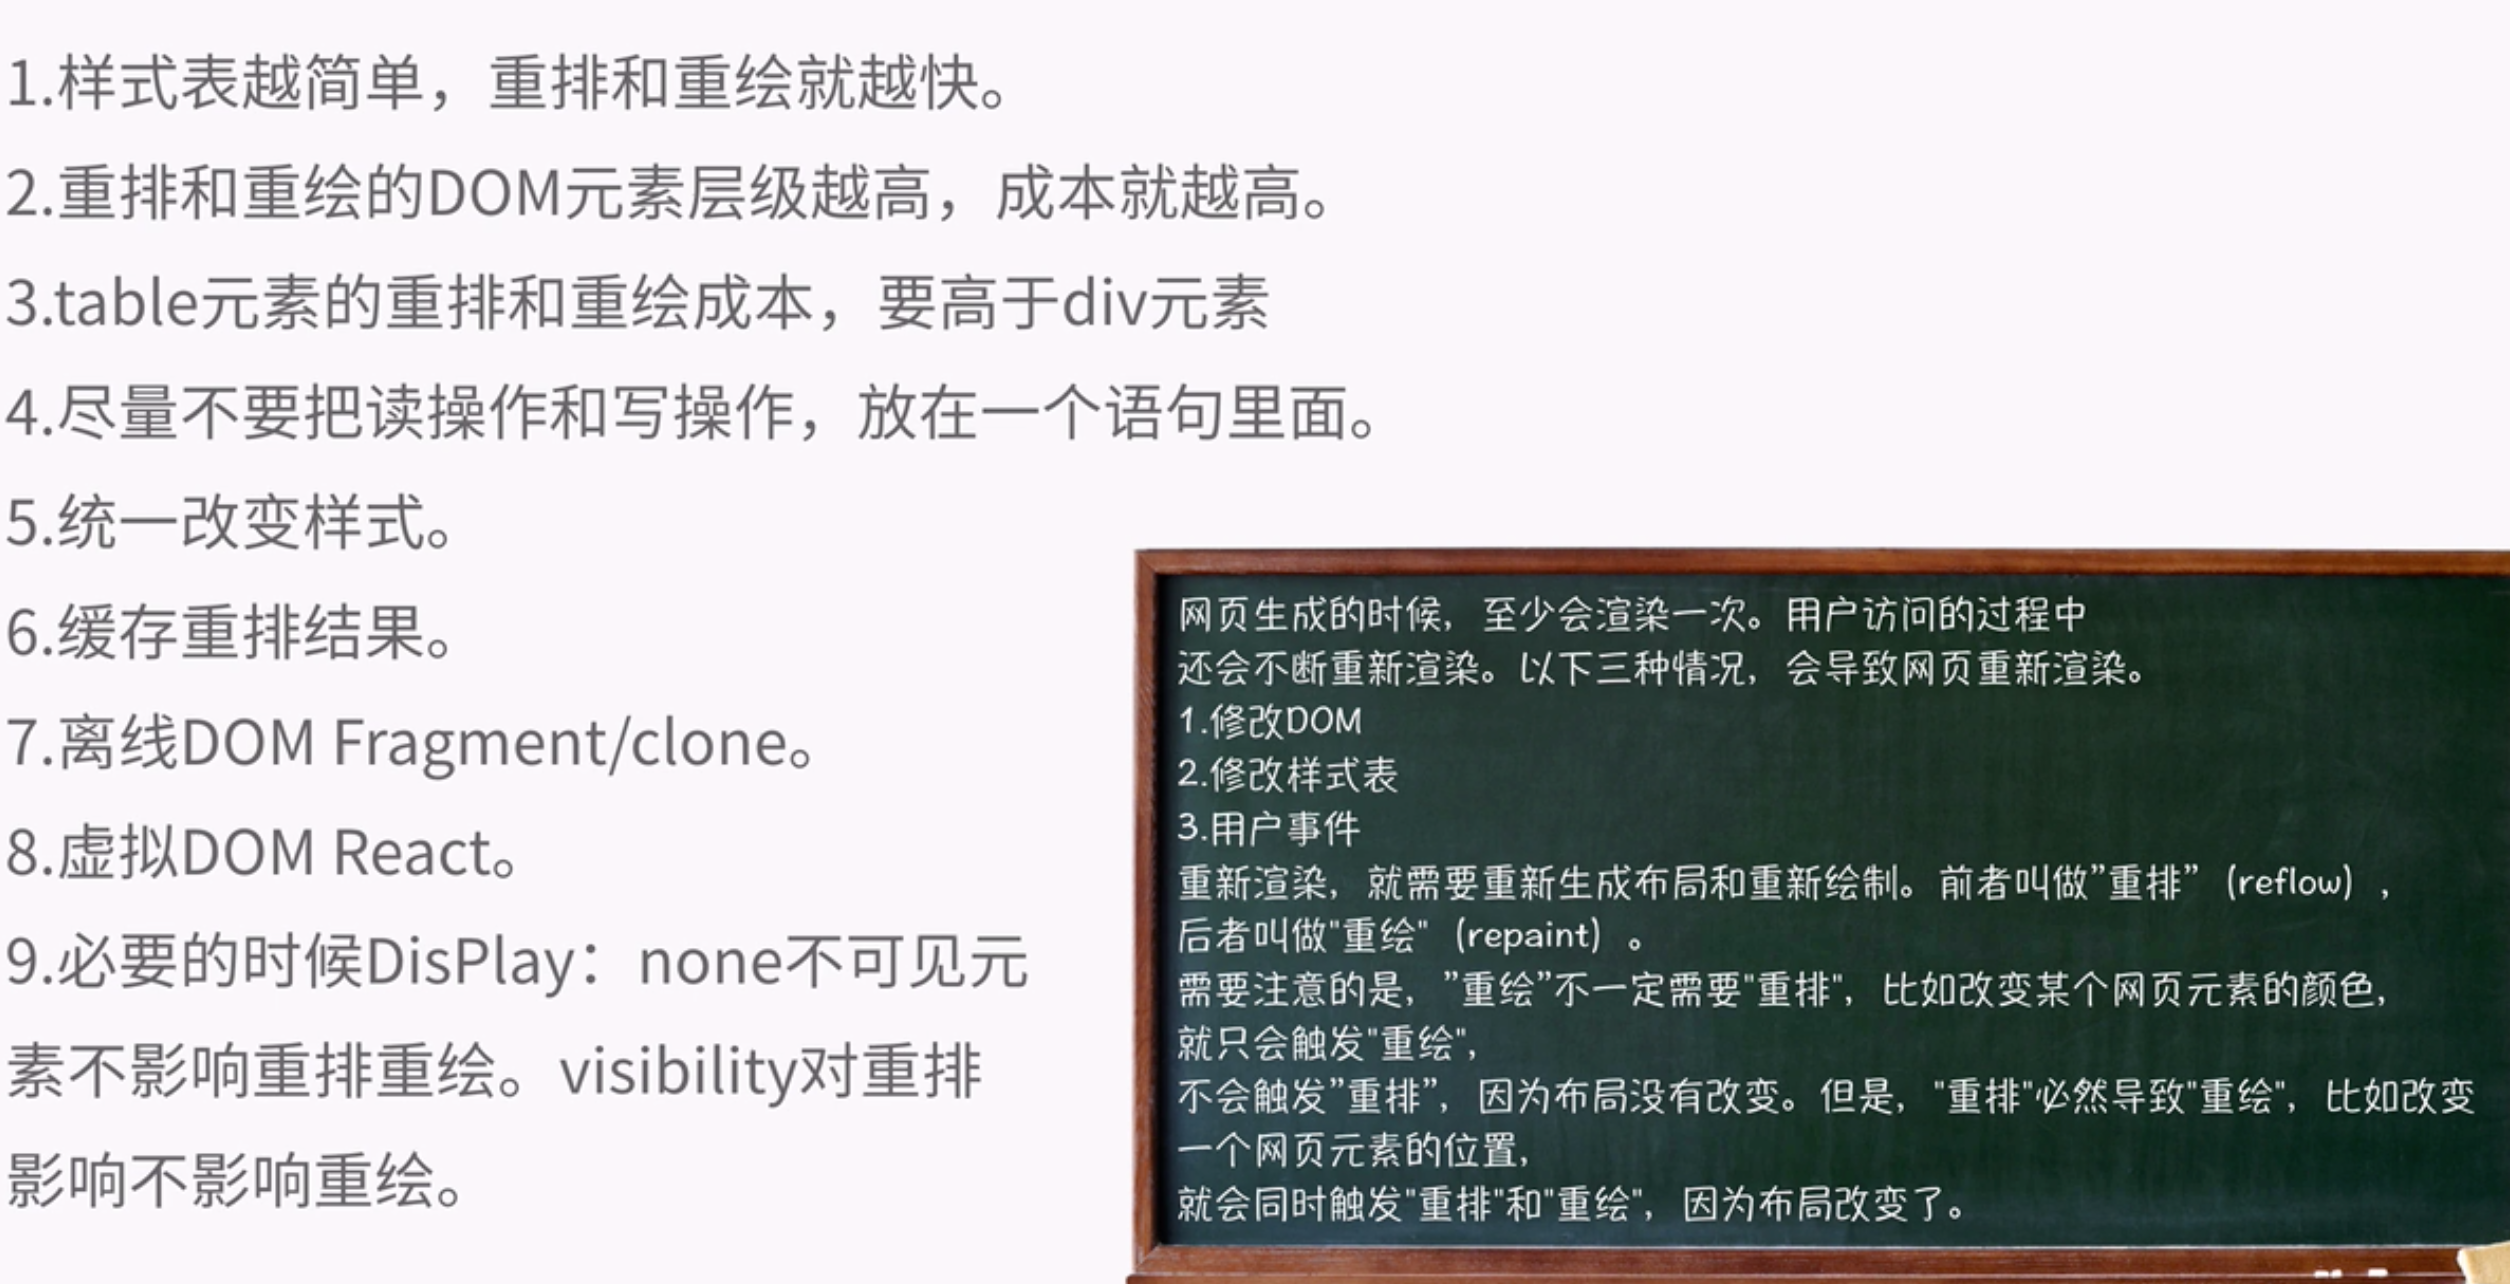 1.样式表越简单，重排和重绘就越快。
2.重排和重绘的DOM元素层级越高，成本就越高。
3.table元素的重排和重绘成本，要高于div元素
4.尽量不要把读操作和写操作，放在一个语句里面。
5.统一改变样式。
6.缓存重排结果。
7.离线DOM Fragment/clone。
8.虚拟DOM React。
9.必要的时候DisPlay：none不可见元
素不影响重排重绘。visibility对重排
影响不影响重绘。
网页生成的时候，至少会渲染一次。用户访问的过程中
还会不断重新渲染。以下三种情况，会导致网页重新渲染。
1.修改DOM
2.修改样式表
3.用户事件
重新渲染，就需要重新生成布局和重新绘制。前者叫做”重排”（reflow），
后者叫做"重绘"（repaint）。
需要注意的是，”重绘”不一定需要"重排"，比如改变某个网页元素的颜色，
就只会触发"重绘"，
不会触发”重排”，因为布局没有改变。但是，"重排"必然导致"重绘"，比如改变
一个网页元素的位置，
就会同时触发"重排"和"重绘"，因为布局改变了。